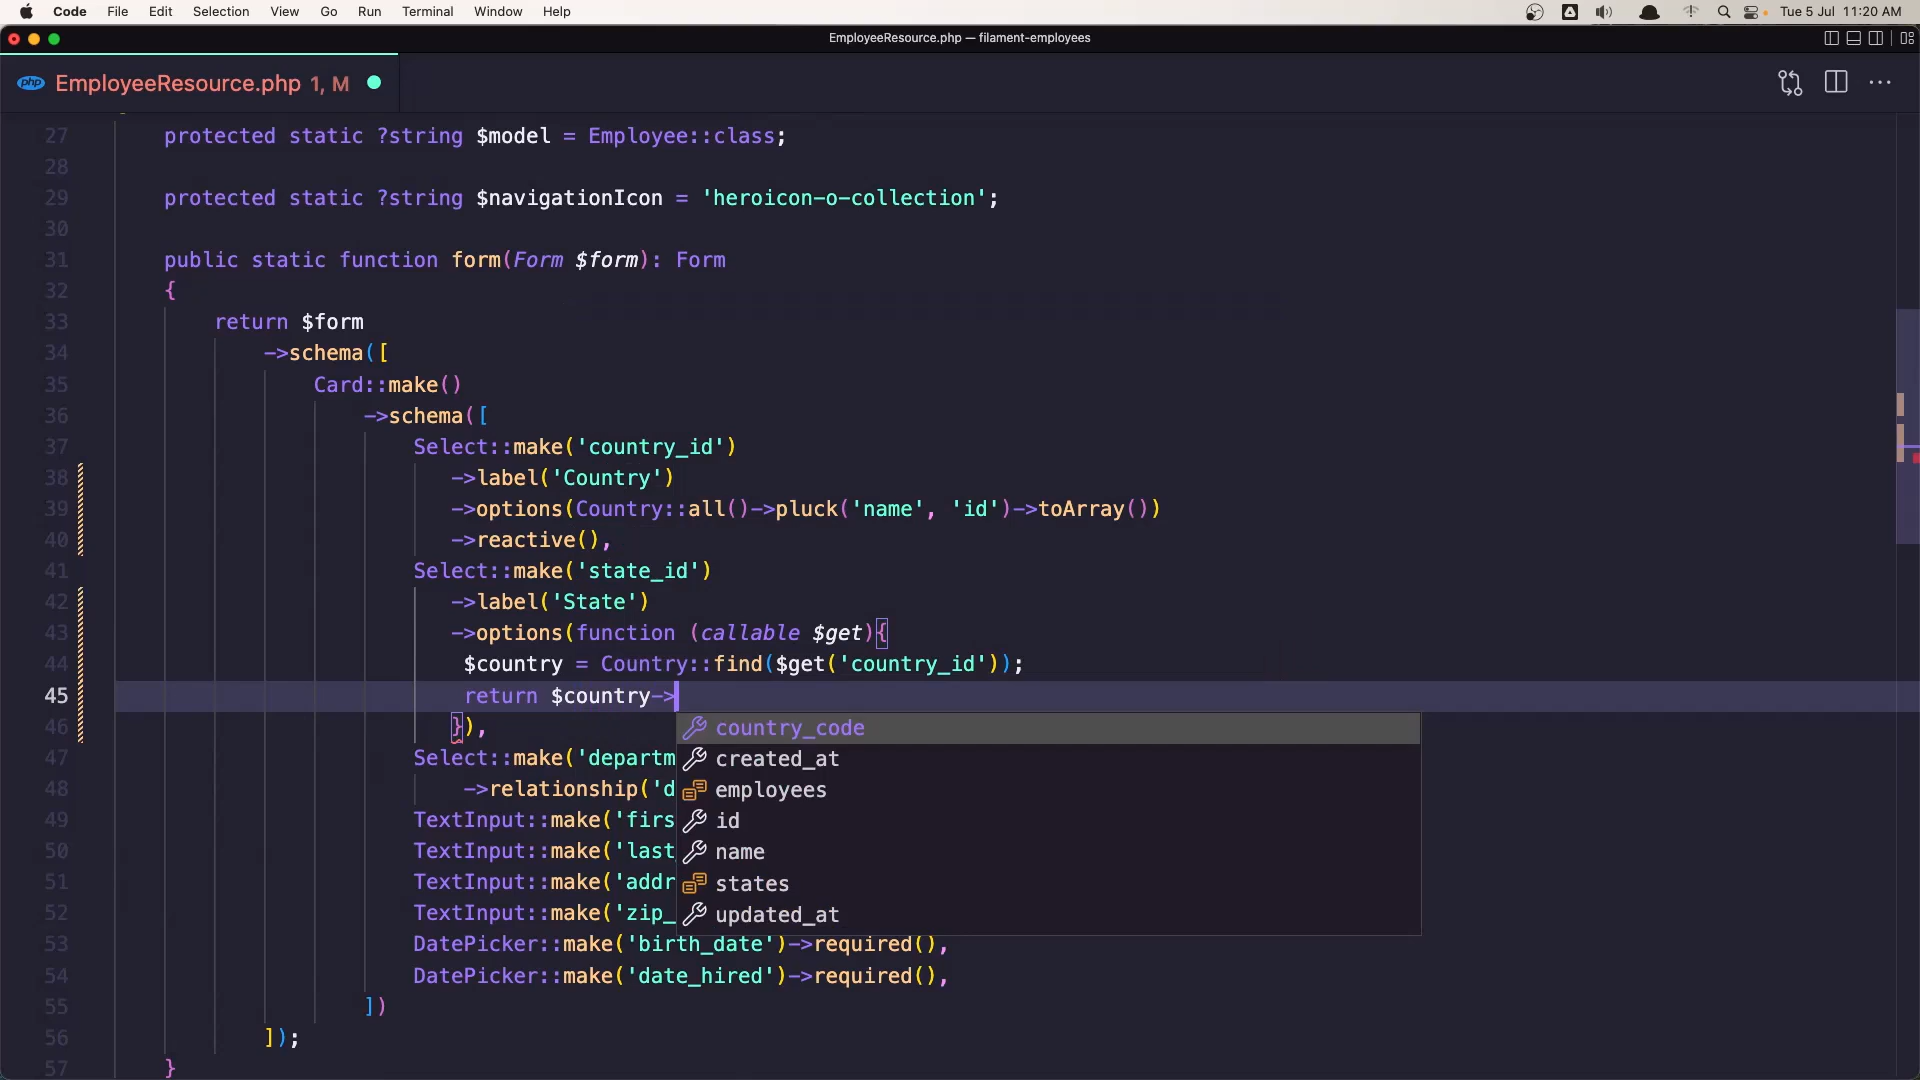 Code File Edit Selection View Go Run Terminal Window Help Tue 5 Jul 11:20 AM
EmployeeResource.php — filament-employees
php EmployeeResource.php 1, M
27 protected static ?string $model = Employee::class;
28
29 protected static ?string $navigationIcon = 'heroicon-o-collection';
30
31 public static function form(Form $form): Form
32 {
33 return $form
34 ->schema([
35 Card::make()
36 ->schema([
37 Select::make('country_id')
38 ->label('Country')
39 ->options(Country::all()->pluck('name', 'id')->toArray())
40 ->reactive(),
41 Select::make('state_id')
42 ->label('State')
43 ->options(function (callable $get){
44 $country = Country::find($get('country_id'));
45 return $country->
46 }),
country_code
47 Select::make('departm
created_at
48 ->relationship('d
employees
49 TextInput::make('firs
id
50 TextInput::make('last_
name
51 TextInput::make('addr
states
52 TextInput::make('zip_
updated_at
53 DatePicker::make('birth_date')->required(),
54 DatePicker::make('date_hired')->required(),
55 ])
56 ]);
57 }